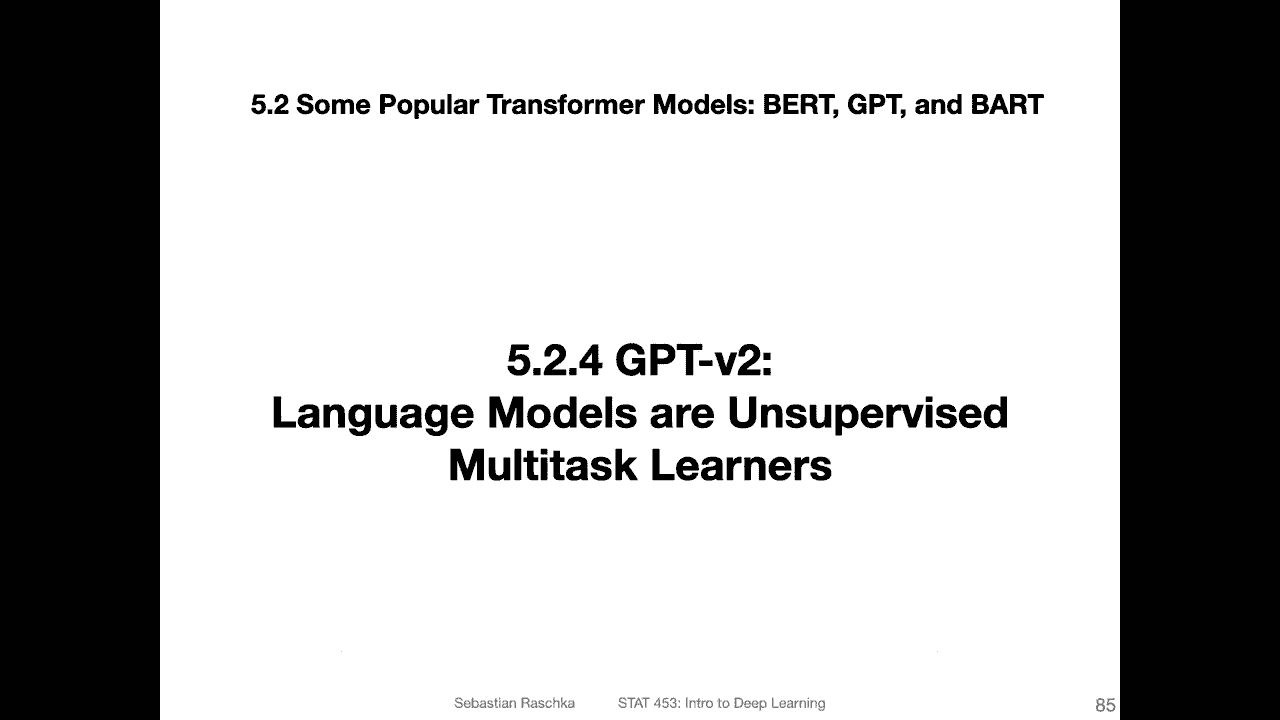 5.2 Some Popular Transformer Models: BERT, GPT, and BART
5.2.4 GPT-v2:
Language Models are Unsupervised
Multitask Learners
Sebastian Raschka STAT 453: Intro to Deep Learning 85